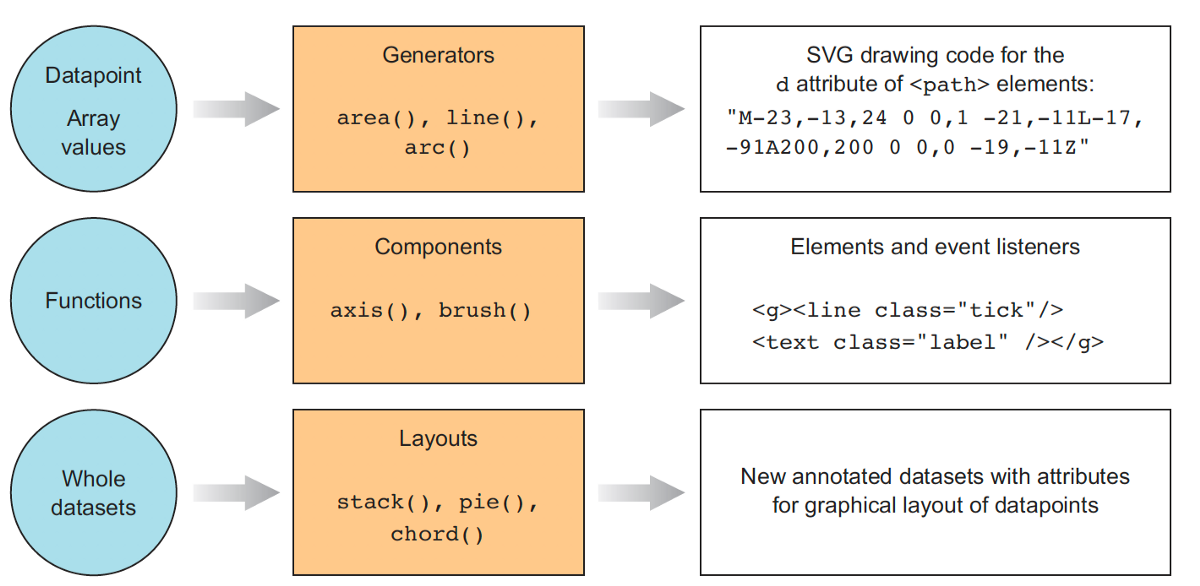 Datapoint
Array
values
Generators
area(), line(),
arc()
SVG drawing code for the
d attribute of <path> elements:
"M-23,-13,24 0 0,1 -21,-11L-17,
-91A200,200 0 0,0 -19,-11Z"
Functions
Components
axis(), brush()
Elements and event listeners
<g><line class="tick"/>
<text class="label" /></g>
Whole
datasets
Layouts
stack(), pie(),
chord()
New annotated datasets with attributes
for graphical layout of datapoints